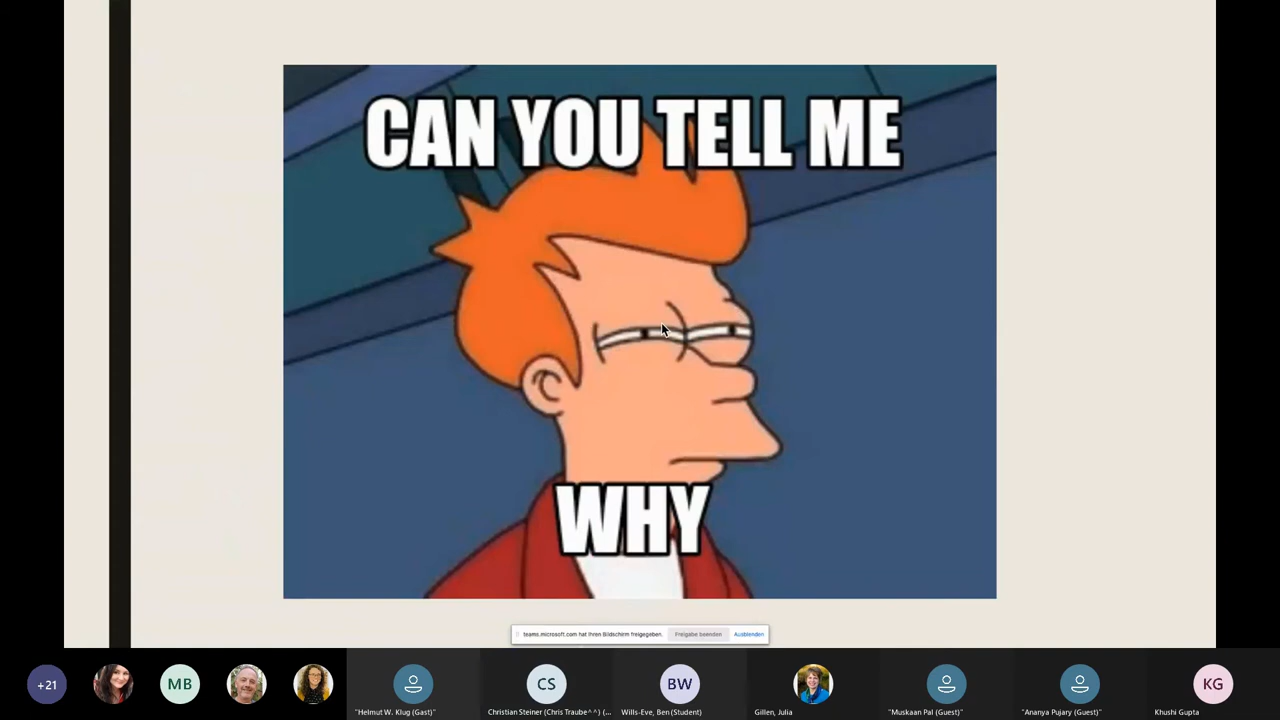 CAN YOU TELL ME
WHY
teams.microsoft.com hat Ihren Bildschirm freigegeben. Freigabe beenden Ausblenden
+21 MB CS BW KG
"Helmut W. Klug (Gast)" Christian Steiner (Chris Traube^^) (... Wills-Eve, Ben (Student) Gillen, Julia "Muskaan Pal (Guest)" "Ananya Pujary (Guest)" Khushi Gupta